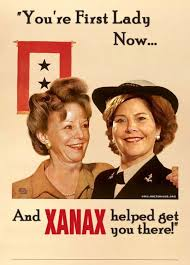 "You're First Lady
Now...
And XANAX helped get
you there!"